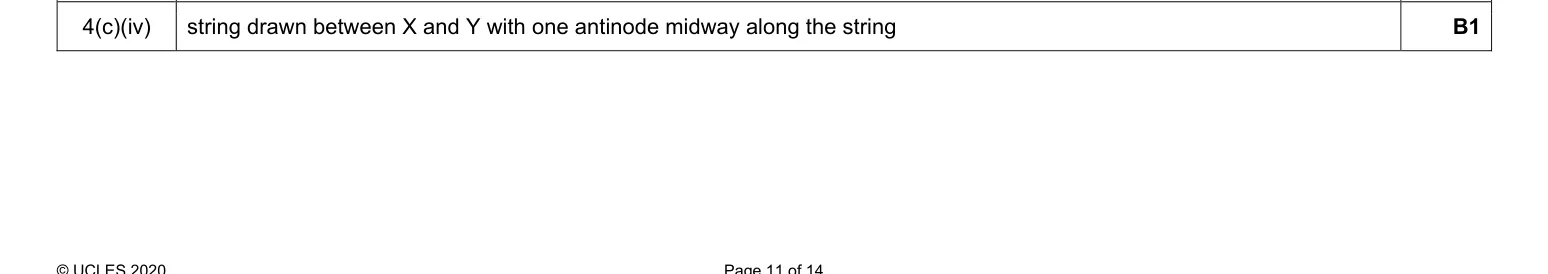 4(c)(iv) string drawn between X and Y with one antinode midway along the string B1
© UCLES 2020 Page 11 of 14